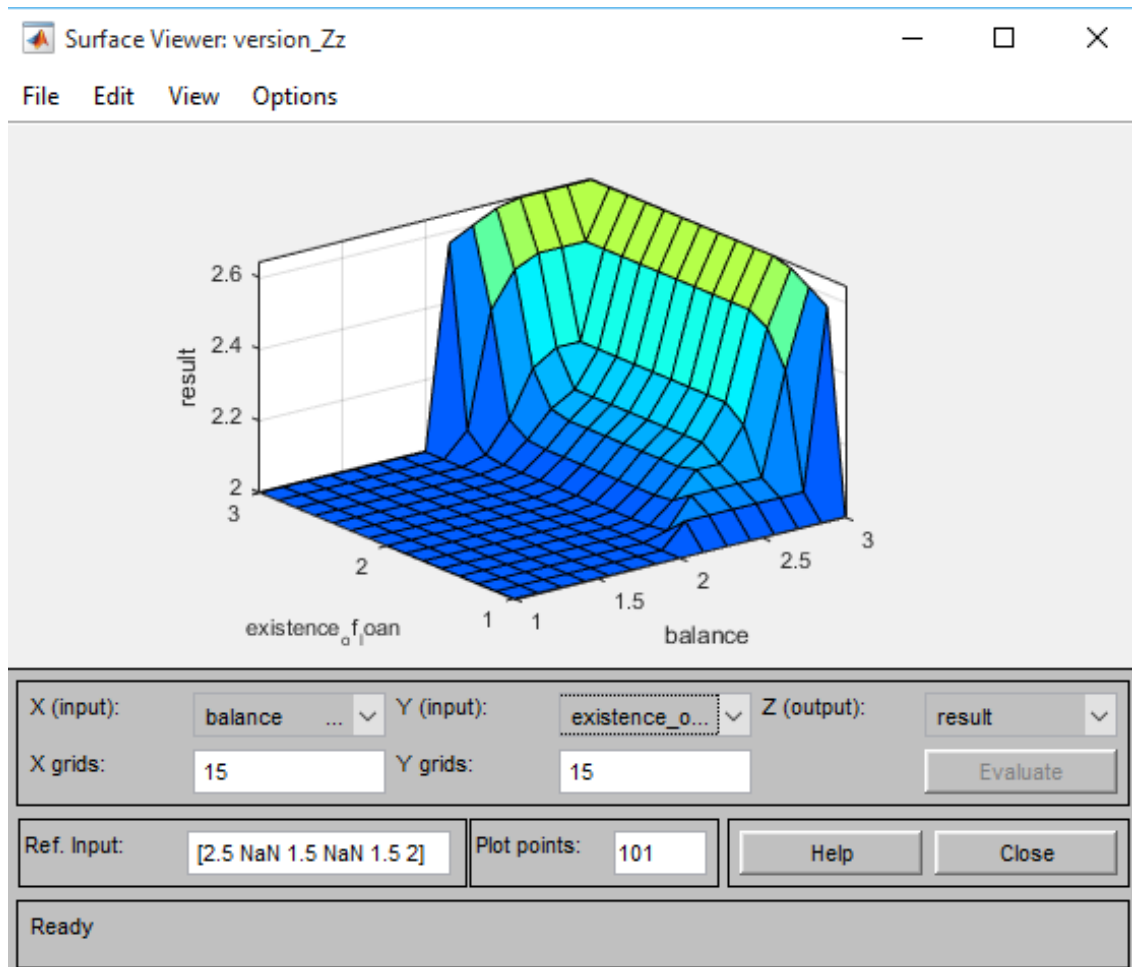 Surface Viewer: version_Zz
File Edit View Options
2.6
2.4
2.2
2
result
3
2
1
existence_of_loan
1
1.5
2
2.5
3
balance
X (input): balance ... Y (input): existence_o... Z (output): result
X grids: 15 Y grids: 15 Evaluate
Ref. Input: [2.5 NaN 1.5 NaN 1.5 2] Plot points: 101 Help Close
Ready